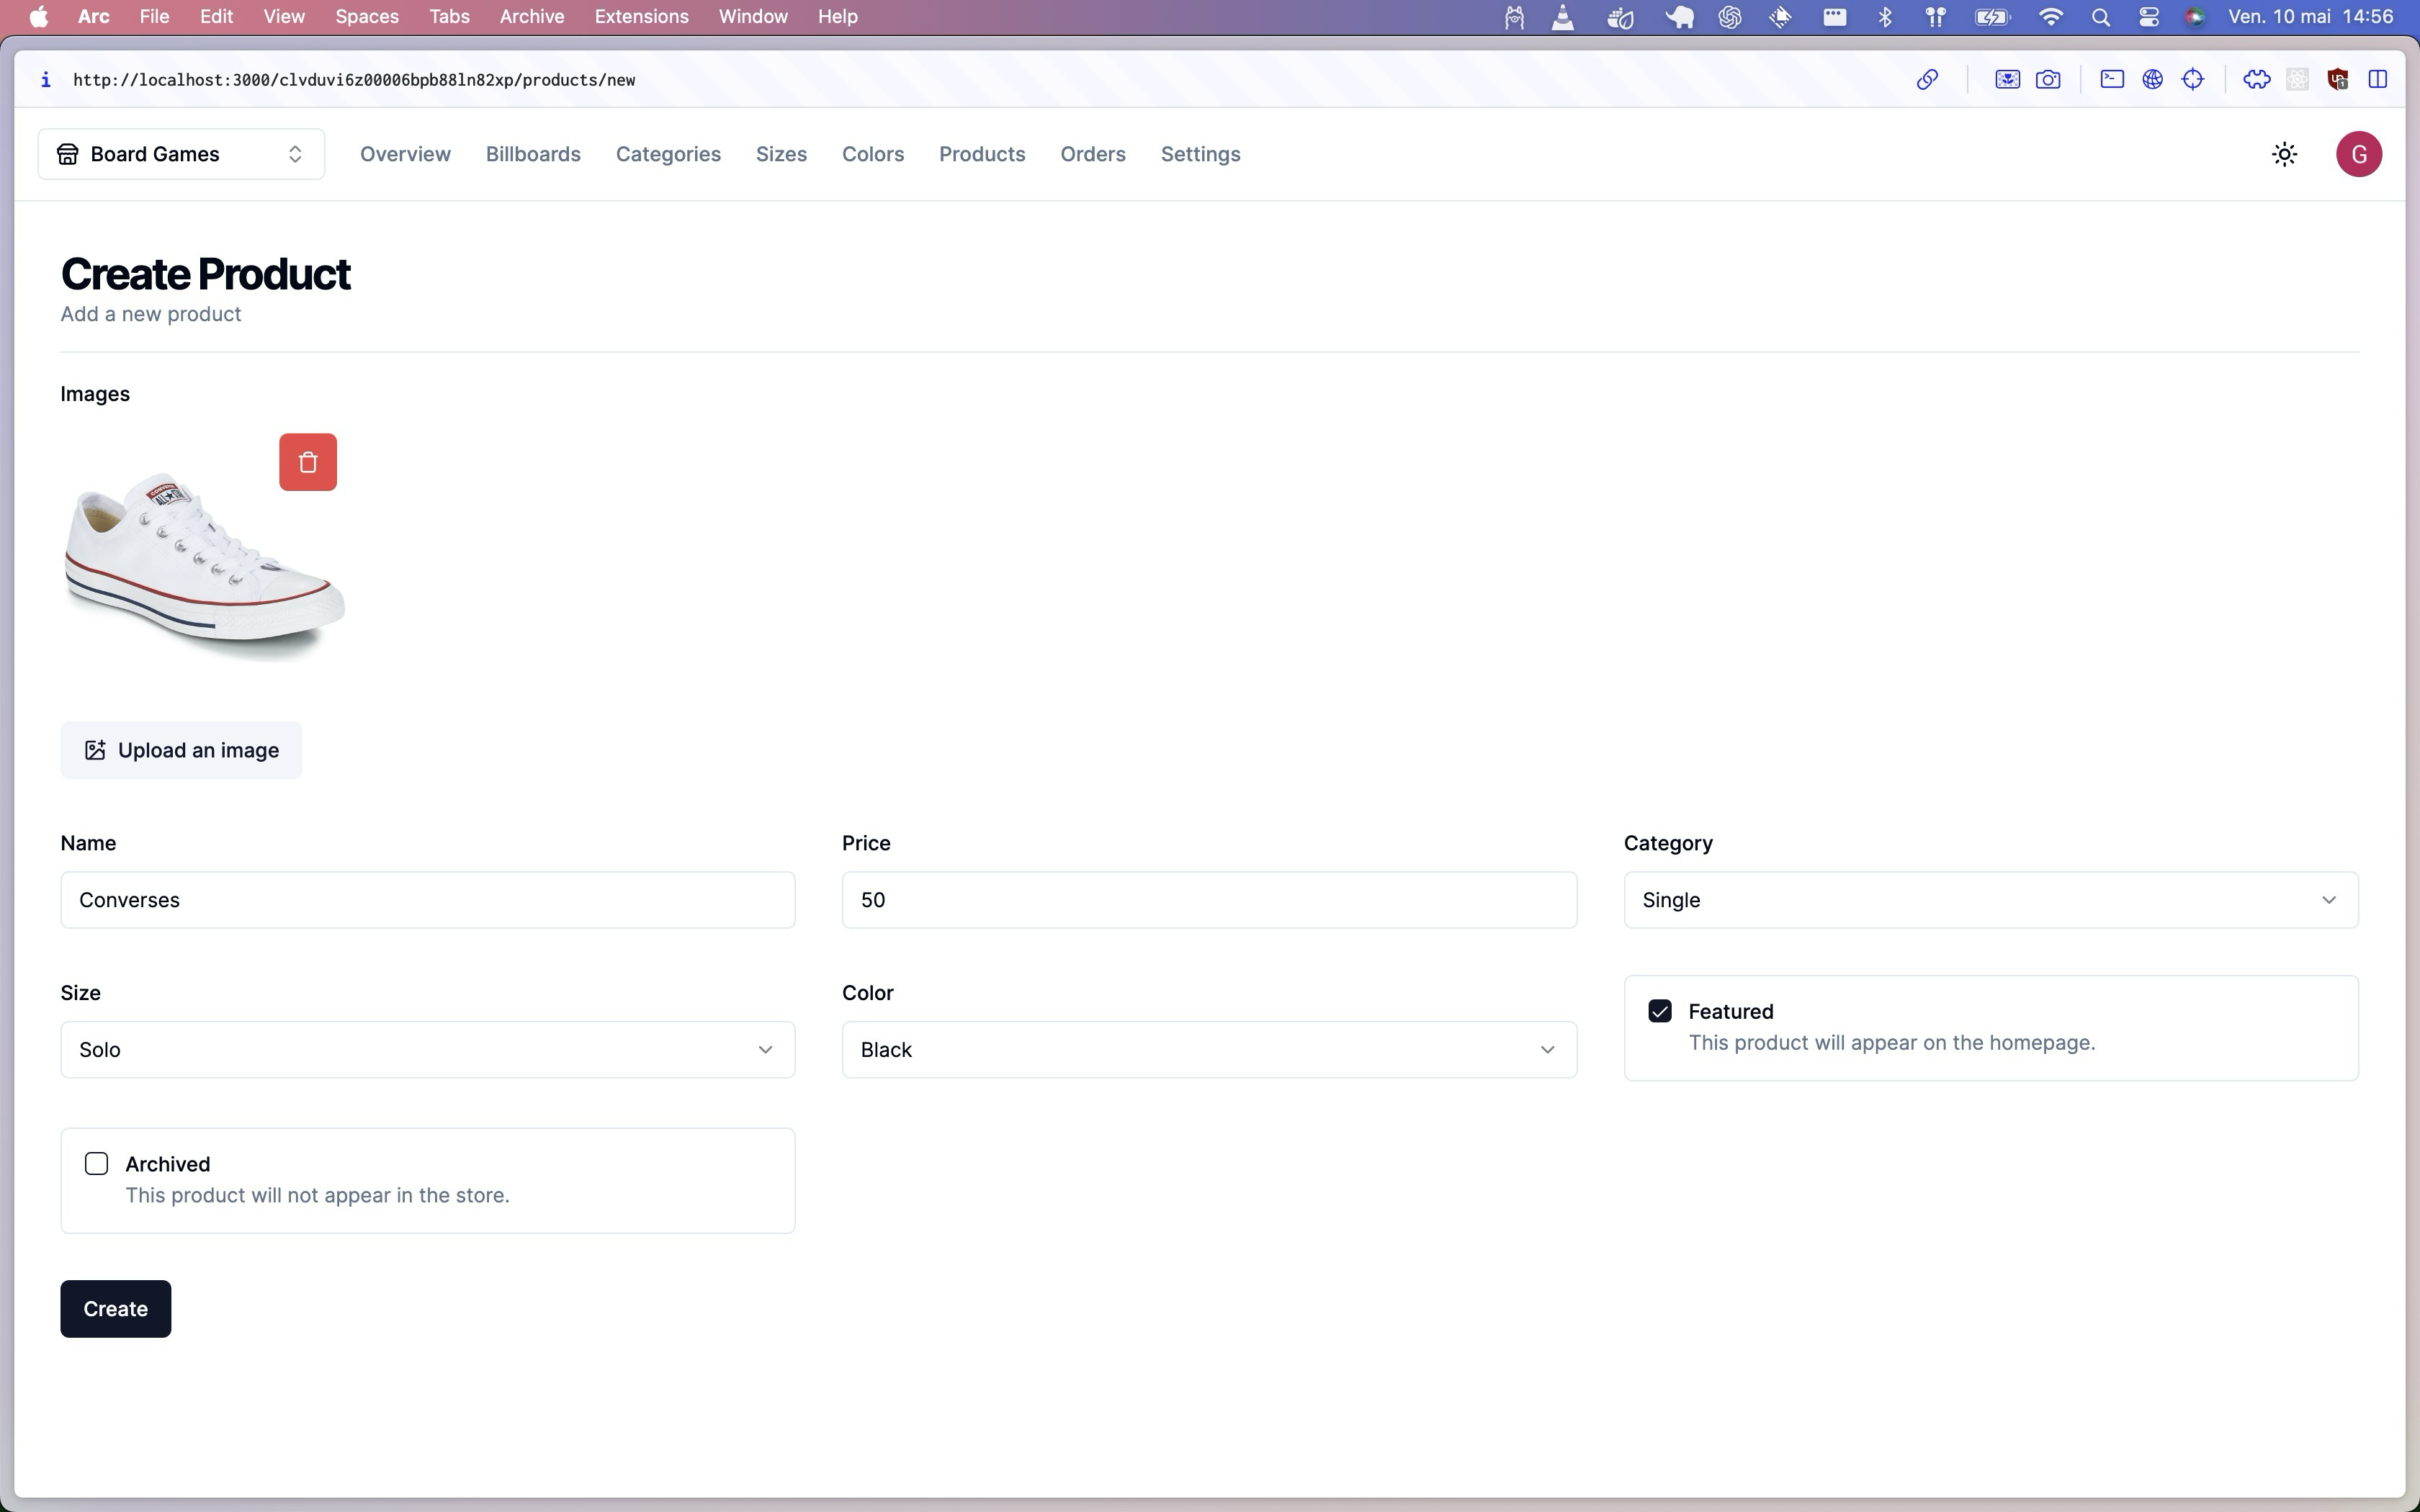 Arc File Edit View Spaces Tabs Archive Extensions Window Help Ven. 10 mai 14:56
http://localhost:3000/clvduvi6z00006bpb88ln82xp/products/new
Board Games Overview Billboards Categories Sizes Colors Products Orders Settings G
Create Product
Add a new product
Images
CONVERSE
ALL STAR
Upload an image
Name Price Category
Converses 50 Single
Size Color
Featured
This product will appear on the homepage.
Solo Black
Archived
This product will not appear in the store.
Create